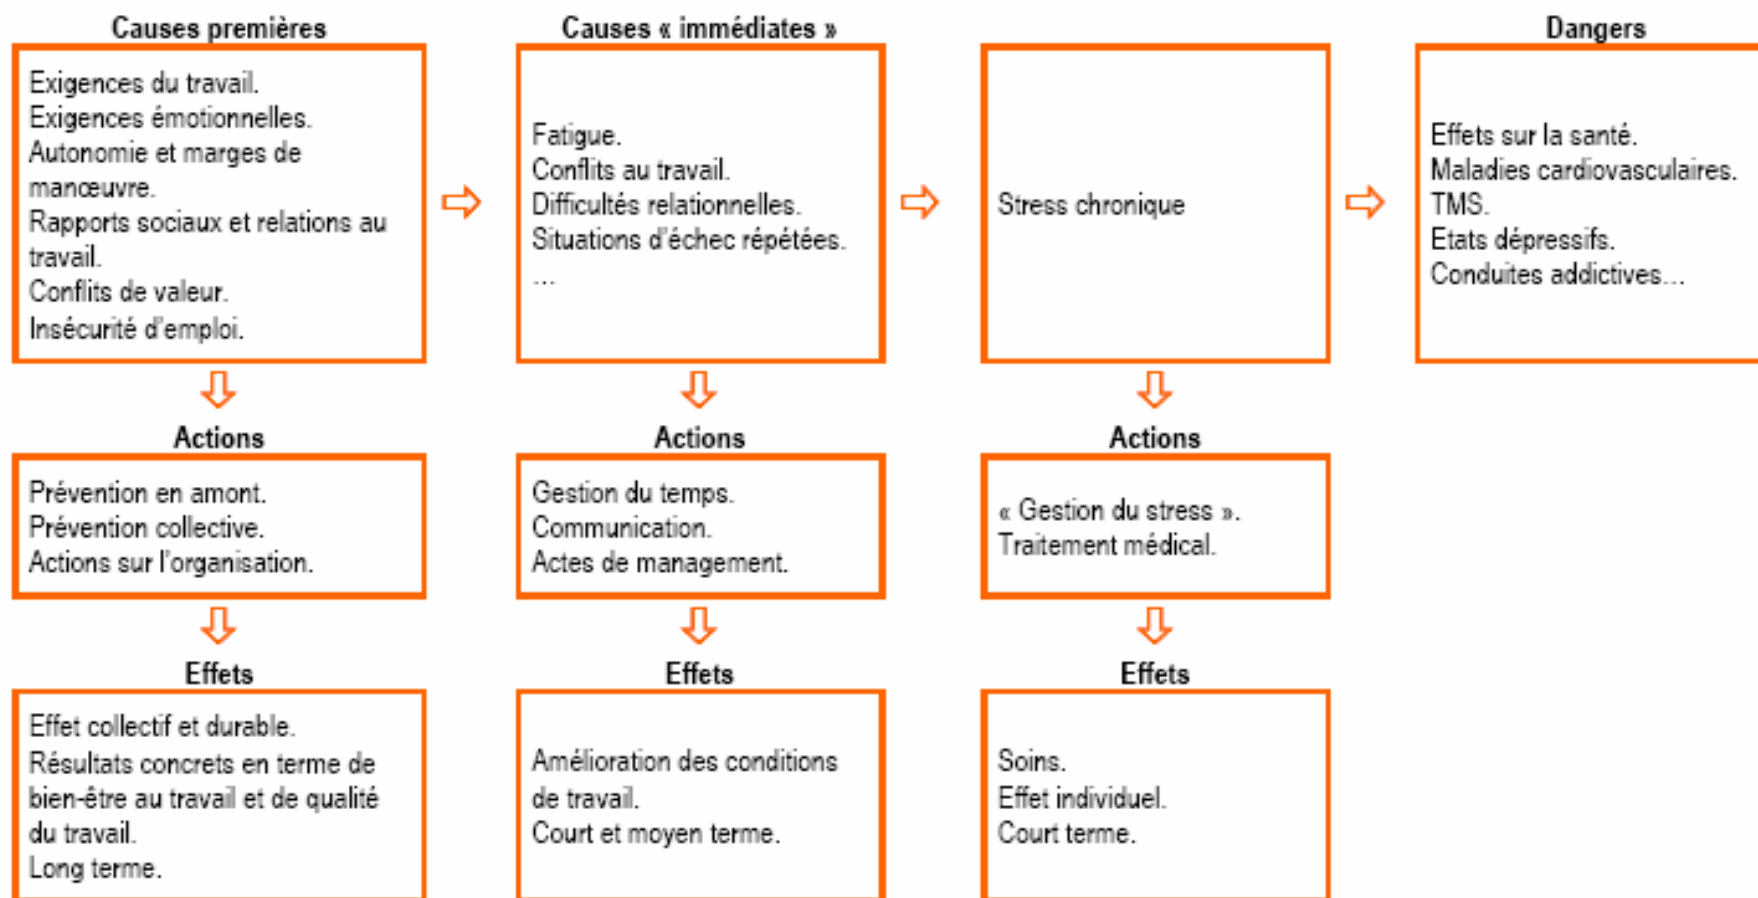 Causes premières
Exigences du travail.
Exigences émotionnelles.
Autonomie et marges de
manœuvre.
Rapports sociaux et relations au
travail.
Conflits de valeur.
Insécurité d'emploi.
Causes « immédiates »
Fatigue.
Conflits au travail.
Difficultés relationnelles.
Situations d'échec répétées.
...
Stress chronique
Dangers
Effets sur la santé.
Maladies cardiovasculaires.
TMS.
Etats dépressifs.
Conduites addictives...
Actions
Prévention en amont.
Prévention collective.
Actions sur l'organisation.
Actions
Gestion du temps.
Communication.
Actes de management.
Actions
« Gestion du stress ».
Traitement médical.
Effets
Effet collectif et durable.
Résultats concrets en terme de
bien-être au travail et de qualité
du travail.
Long terme.
Effets
Amélioration des conditions
de travail.
Court et moyen terme.
Effets
Soins.
Effet individuel.
Court terme.